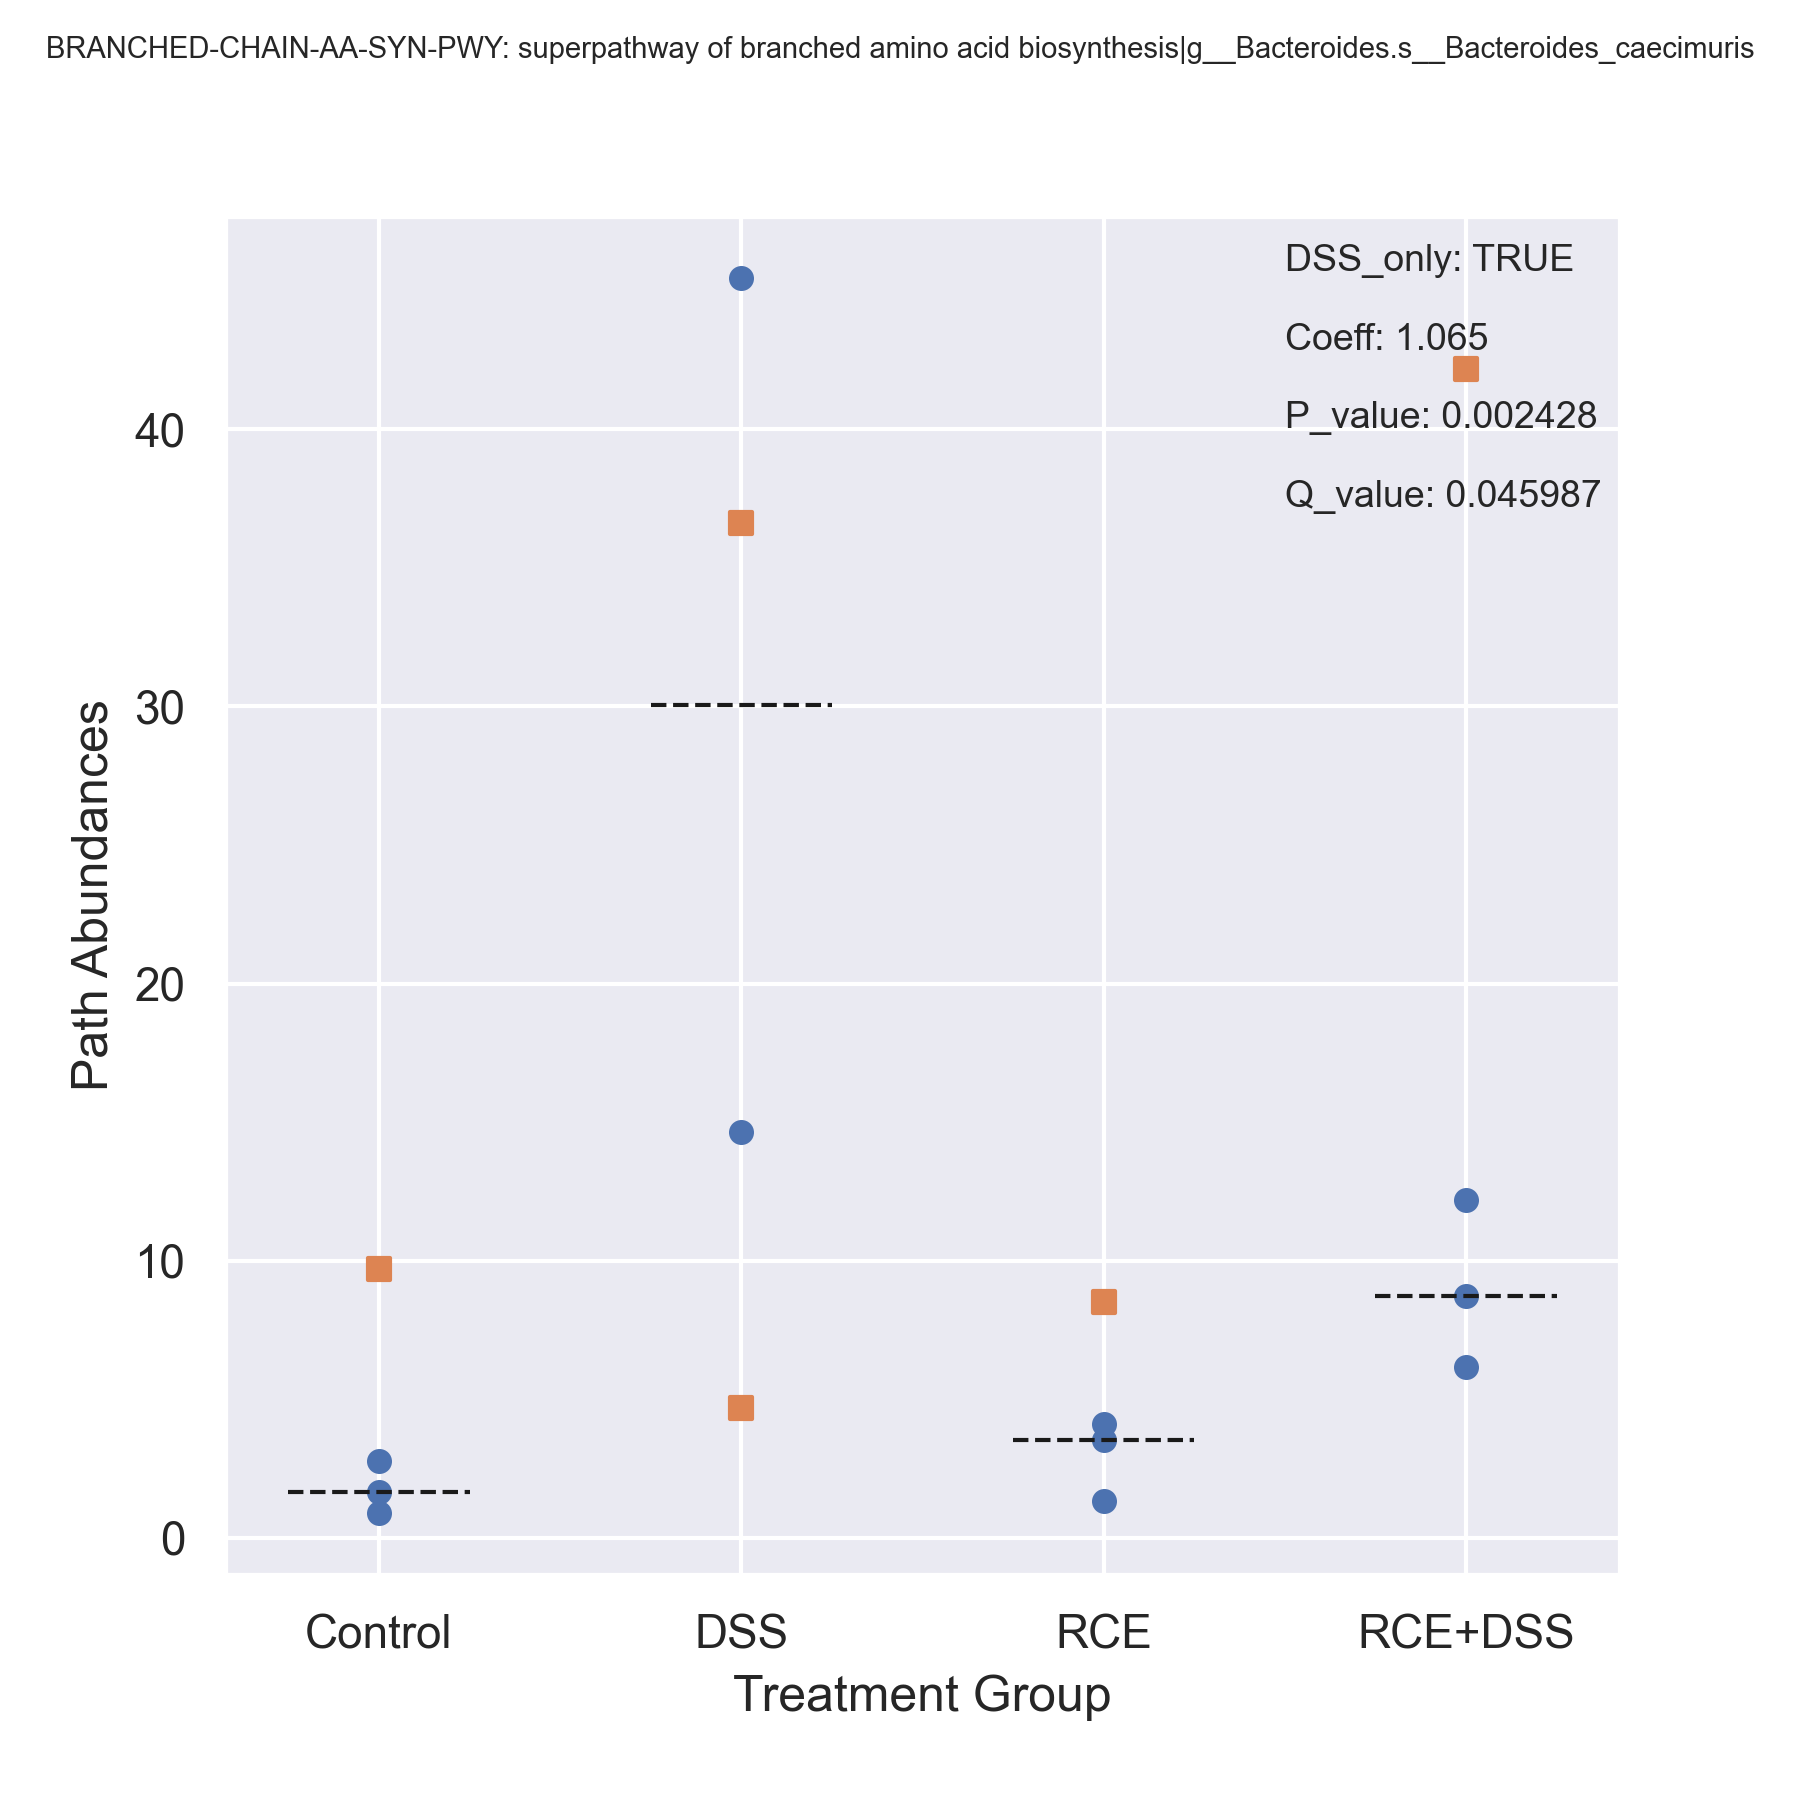 BRANCHED-CHAIN-AA-SYN-PWY: superpathway of branched amino acid biosynthesis|g__Bacteroides.s__Bacteroides_caecimuris
DSS_only: TRUE
Coeff: 1.065
P_value: 0.002428
Q_value: 0.045987
40
30
20
10
0
Path Abundances
Control
DSS
RCE
RCE+DSS
Treatment Group